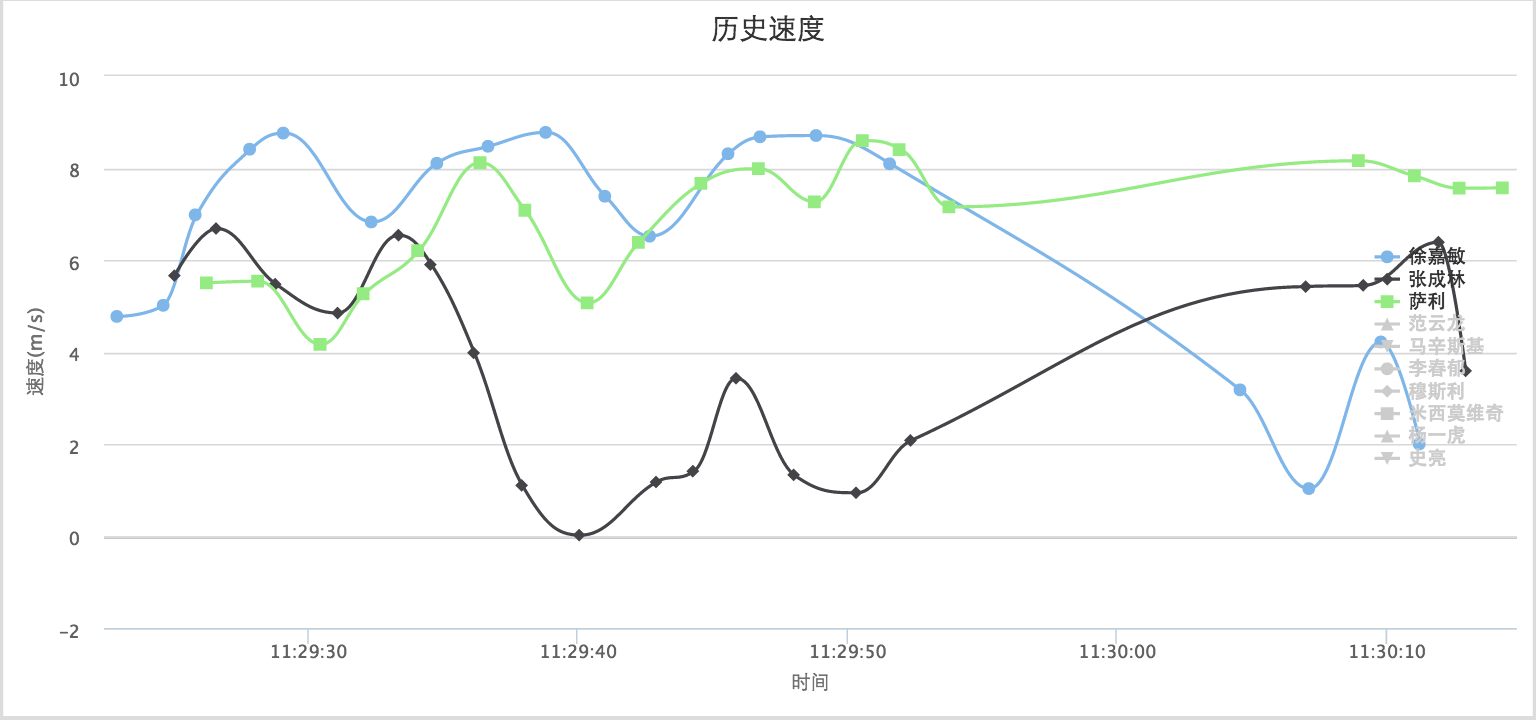 历史速度
10
8
6
4
2
0
-2
速度(m/s)
11:29:30
11:29:40
11:29:50
11:30:00
11:30:10
时间
徐嘉敏
张成林
萨利
范云龙
马辛斯基
李春郁
穆斯利
米西莫维奇
杨一虎
史亮